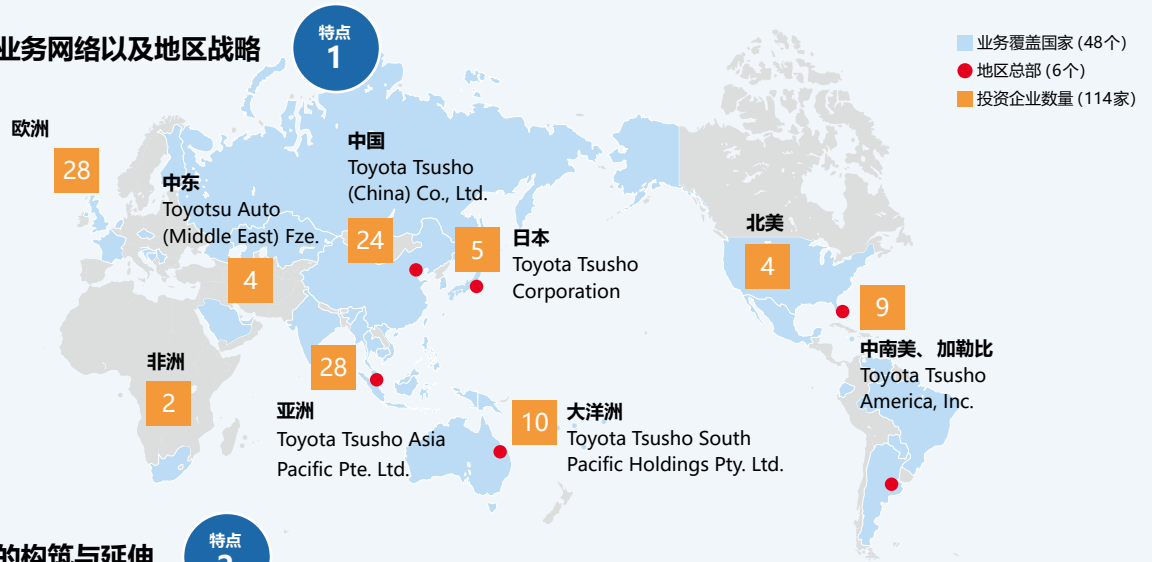 业务网络以及地区战略
特点
1
业务覆盖国家 (48个)
地区总部 (6个)
投资企业数量 (114家)
欧洲
28
中东
Toyotsu Auto
(Middle East) Fze.
4
中国
Toyota Tsusho
(China) Co., Ltd.
24
5
日本
Toyota Tsusho
Corporation
北美
4
9
中南美、加勒比
Toyota Tsusho
America, Inc.
非洲
2
28
亚洲
Toyota Tsusho Asia
Pacific Pte. Ltd.
10
大洋洲
Toyota Tsusho South
Pacific Holdings Pty. Ltd.
的构筑与延伸
特点
2